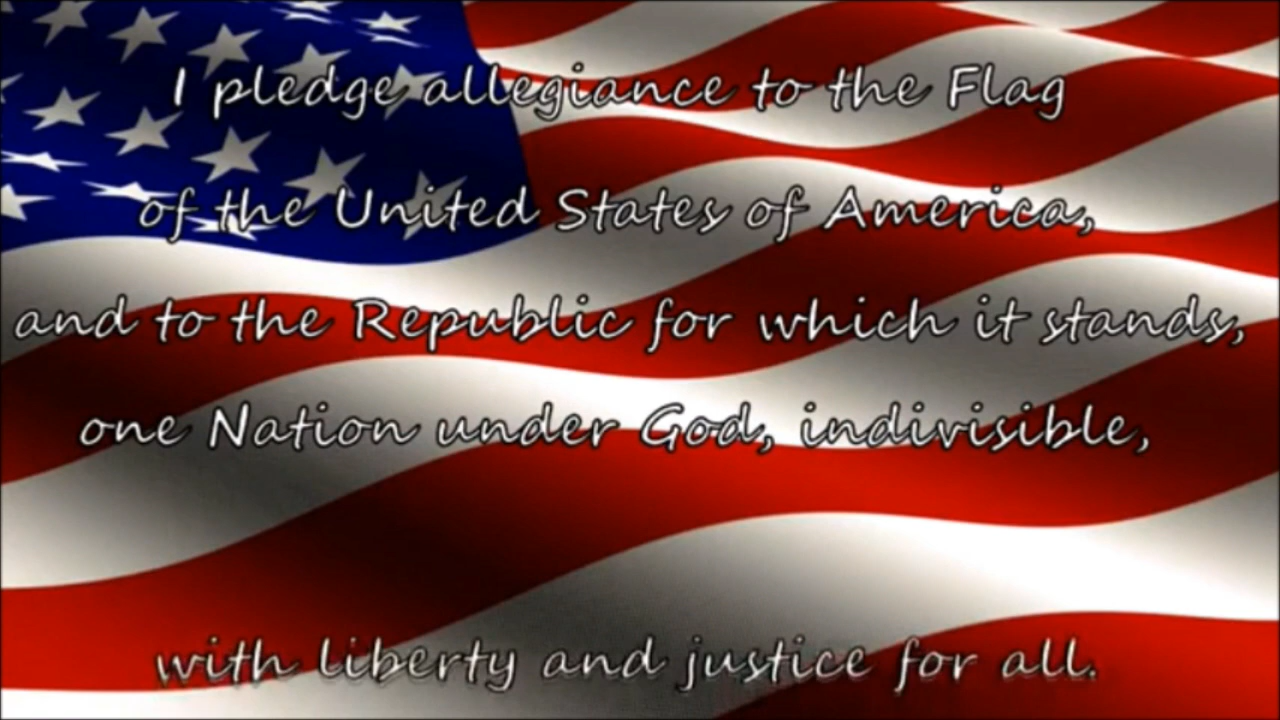 I pledge allegiance to the Flag
of the United States of America,
and to the Republic for which it stands,
one Nation under God, indivisible,
with liberty and justice for all.